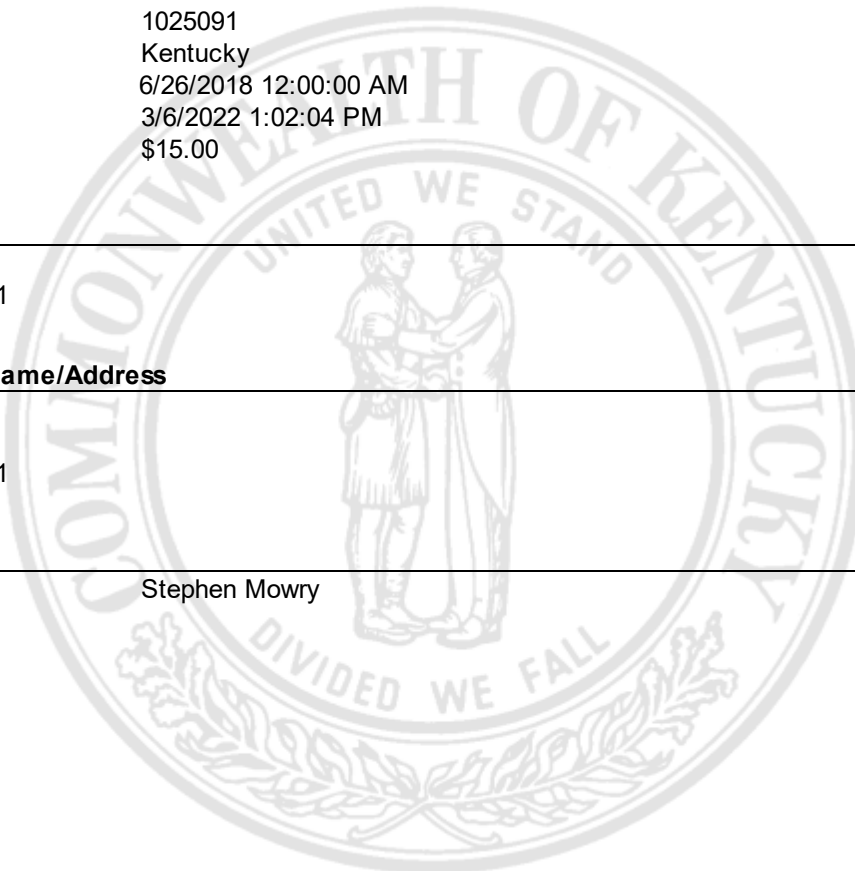 1025091
Kentucky
6/26/2018 12:00:00 AM
3/6/2022 1:02:04 PM
$15.00
COMMONWEALTH OF KENTUCKY
UNITED WE STAND
1
ame/Address
1
Stephen Mowry
DIVIDED WE FALL